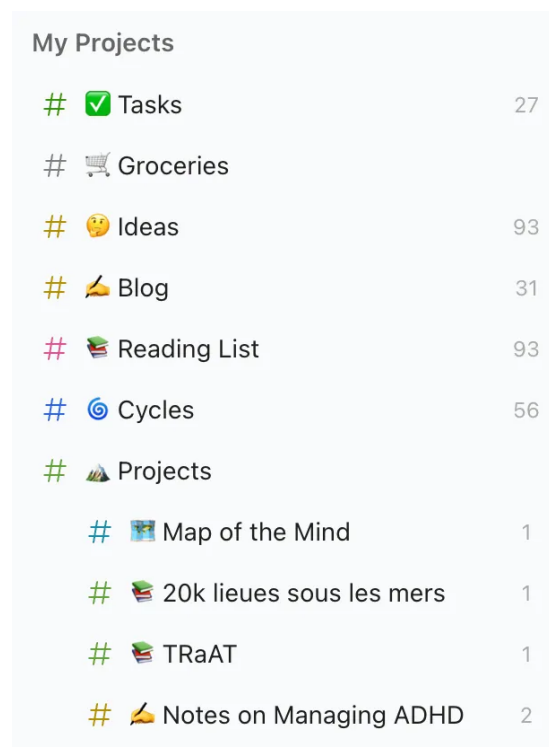 My Projects
# ✅ Tasks 27
# 🛒 Groceries
# 🤔 Ideas 93
# ✍️ Blog 31
# 📚 Reading List 93
# 🌀 Cycles 56
# ⛰️ Projects
# 🗺️ Map of the Mind 1
# 📚 20k lieues sous les mers 1
# 📚 TRaAT 1
# ✍️ Notes on Managing ADHD 2